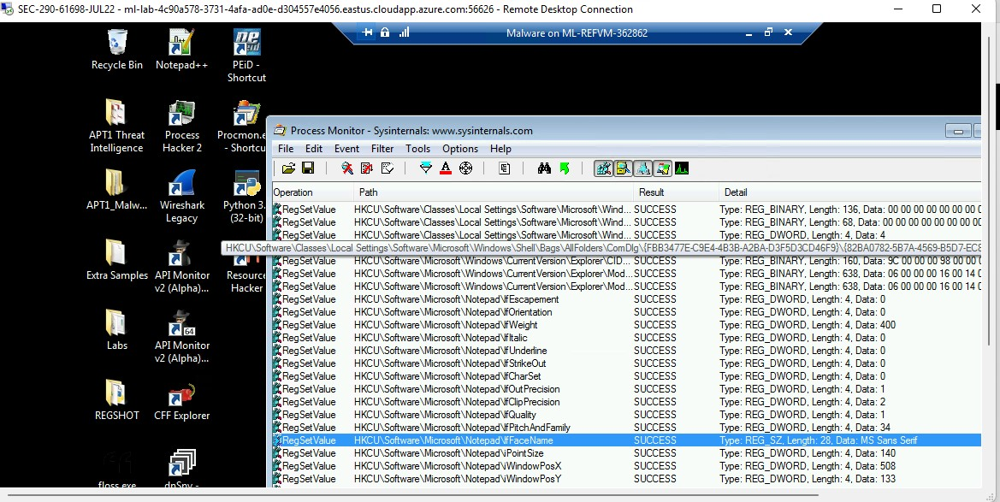 SEC-290-61698-JUL22 - ml-lab-4c90a578-3731-4afa-ad0e-d304557e4056.eastus.cloudapp.azure.com:56626 - Remote Desktop Connection
Malware on ML-REFVM-362862
Recycle Bin
Notepad++
PEiD -
Shortcut
APT1 Threat
Intelligence
Process
Hacker 2
Procmon.e
- Shortcu
APT1_Malw...
Wireshark
Legacy
Python 3.
(32-bit)
Extra Samples
API Monitor
v2 (Alpha)...
Resource
Hacker
Labs
64
API Monitor
v2 (Alpha)...
REGSHOT
CFF Explorer
floss.exe
dnSpy -
Process Monitor - Sysinternals: www.sysinternals.com
File Edit Event Filter Tools Options Help
Operation Path Result Detail
RegSetValue HKCU\Software\Classes\Local Settings\Software\Microsoft\Wind... SUCCESS Type: REG_BINARY, Length: 136, Data: 00 00 00 00 00 00 00 0
RegSetValue HKCU\Software\Classes\Local Settings\Software\Microsoft\Wind... SUCCESS Type: REG_BINARY, Length: 68, Data: 00 00 00 00 00 00 00 00
RegSetValue HKCU\Software\Classes\Local Settings\Software\Microsoft\Wind... SUCCESS Type: REG_DWORD, Length: 4, Data: 4
HKCU\Software\Classes\Local Settings\Software\Microsoft\Windows\Shell\Bags\AllFolders\ComDlg\{FBB3477E-C9E4-4B3B-A2BA-D3F5D3CD46F9}\{82BA0782-5B7A-4569-B5D7-EC8
RegSetValue HKCU\Software\Microsoft\Windows\CurrentVersion\Explorer\CID... SUCCESS Type: REG_BINARY, Length: 160, Data: 9C 00 00 00 98 00 00 0
RegSetValue HKCU\Software\Microsoft\Windows\CurrentVersion\Explorer\Mod... SUCCESS Type: REG_BINARY, Length: 638, Data: 06 00 00 00 16 00 14 0
RegSetValue HKCU\Software\Microsoft\Windows\CurrentVersion\Explorer\Mod... SUCCESS Type: REG_BINARY, Length: 638, Data: 06 00 00 00 16 00 14 0
RegSetValue HKCU\Software\Microsoft\Notepad\lfEscapement SUCCESS Type: REG_DWORD, Length: 4, Data: 0
RegSetValue HKCU\Software\Microsoft\Notepad\lfOrientation SUCCESS Type: REG_DWORD, Length: 4, Data: 0
RegSetValue HKCU\Software\Microsoft\Notepad\lfWeight SUCCESS Type: REG_DWORD, Length: 4, Data: 400
RegSetValue HKCU\Software\Microsoft\Notepad\lfItalic SUCCESS Type: REG_DWORD, Length: 4, Data: 0
RegSetValue HKCU\Software\Microsoft\Notepad\lfUnderline SUCCESS Type: REG_DWORD, Length: 4, Data: 0
RegSetValue HKCU\Software\Microsoft\Notepad\lfStrikeOut SUCCESS Type: REG_DWORD, Length: 4, Data: 0
RegSetValue HKCU\Software\Microsoft\Notepad\lfCharSet SUCCESS Type: REG_DWORD, Length: 4, Data: 0
RegSetValue HKCU\Software\Microsoft\Notepad\lfOutPrecision SUCCESS Type: REG_DWORD, Length: 4, Data: 1
RegSetValue HKCU\Software\Microsoft\Notepad\lfClipPrecision SUCCESS Type: REG_DWORD, Length: 4, Data: 2
RegSetValue HKCU\Software\Microsoft\Notepad\lfQuality SUCCESS Type: REG_DWORD, Length: 4, Data: 1
RegSetValue HKCU\Software\Microsoft\Notepad\lfPitchAndFamily SUCCESS Type: REG_DWORD, Length: 4, Data: 34
RegSetValue HKCU\Software\Microsoft\Notepad\lfFaceName SUCCESS Type: REG_SZ, Length: 28, Data: MS Sans Serif
RegSetValue HKCU\Software\Microsoft\Notepad\iPointSize SUCCESS Type: REG_DWORD, Length: 4, Data: 140
RegSetValue HKCU\Software\Microsoft\Notepad\iWindowPosX SUCCESS Type: REG_DWORD, Length: 4, Data: 508
RegSetValue HKCU\Software\Microsoft\Notepad\iWindowPosY SUCCESS Type: REG_DWORD, Length: 4, Data: 133